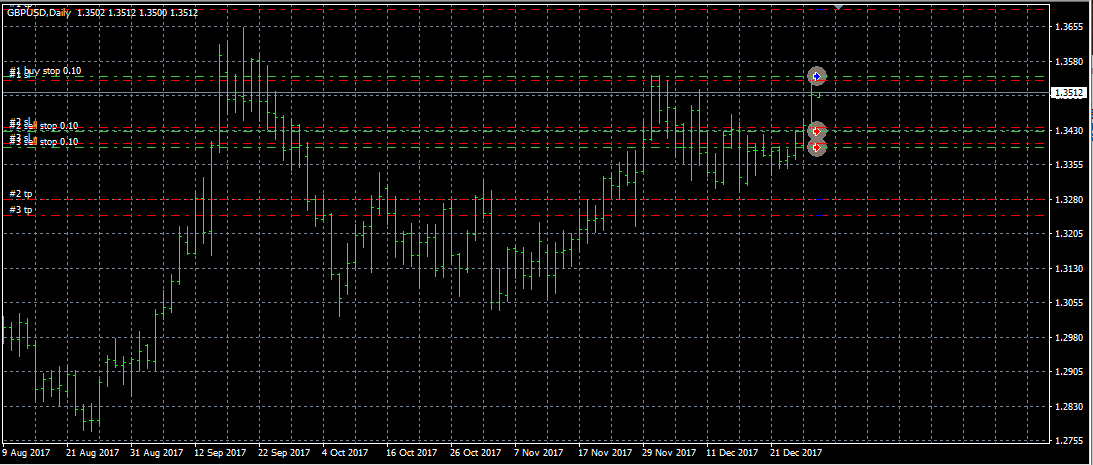 #1 tp
GBPUSD,Daily 1.3502 1.3512 1.3500 1.3512
1.3655
1.3580
#1 buy stop 0.10
#1 sl
1.3512
#2 sl
#2 sell stop 0.10
1.3430
#3 sl
#3 sell stop 0.10
1.3355
#2 tp
1.3280
#3 tp
1.3205
1.3130
1.3055
1.2980
1.2905
1.2830
1.2755
9 Aug 2017 21 Aug 2017 31 Aug 2017 12 Sep 2017 22 Sep 2017 4 Oct 2017 16 Oct 2017 26 Oct 2017 7 Nov 2017 17 Nov 2017 29 Nov 2017 11 Dec 2017 21 Dec 2017